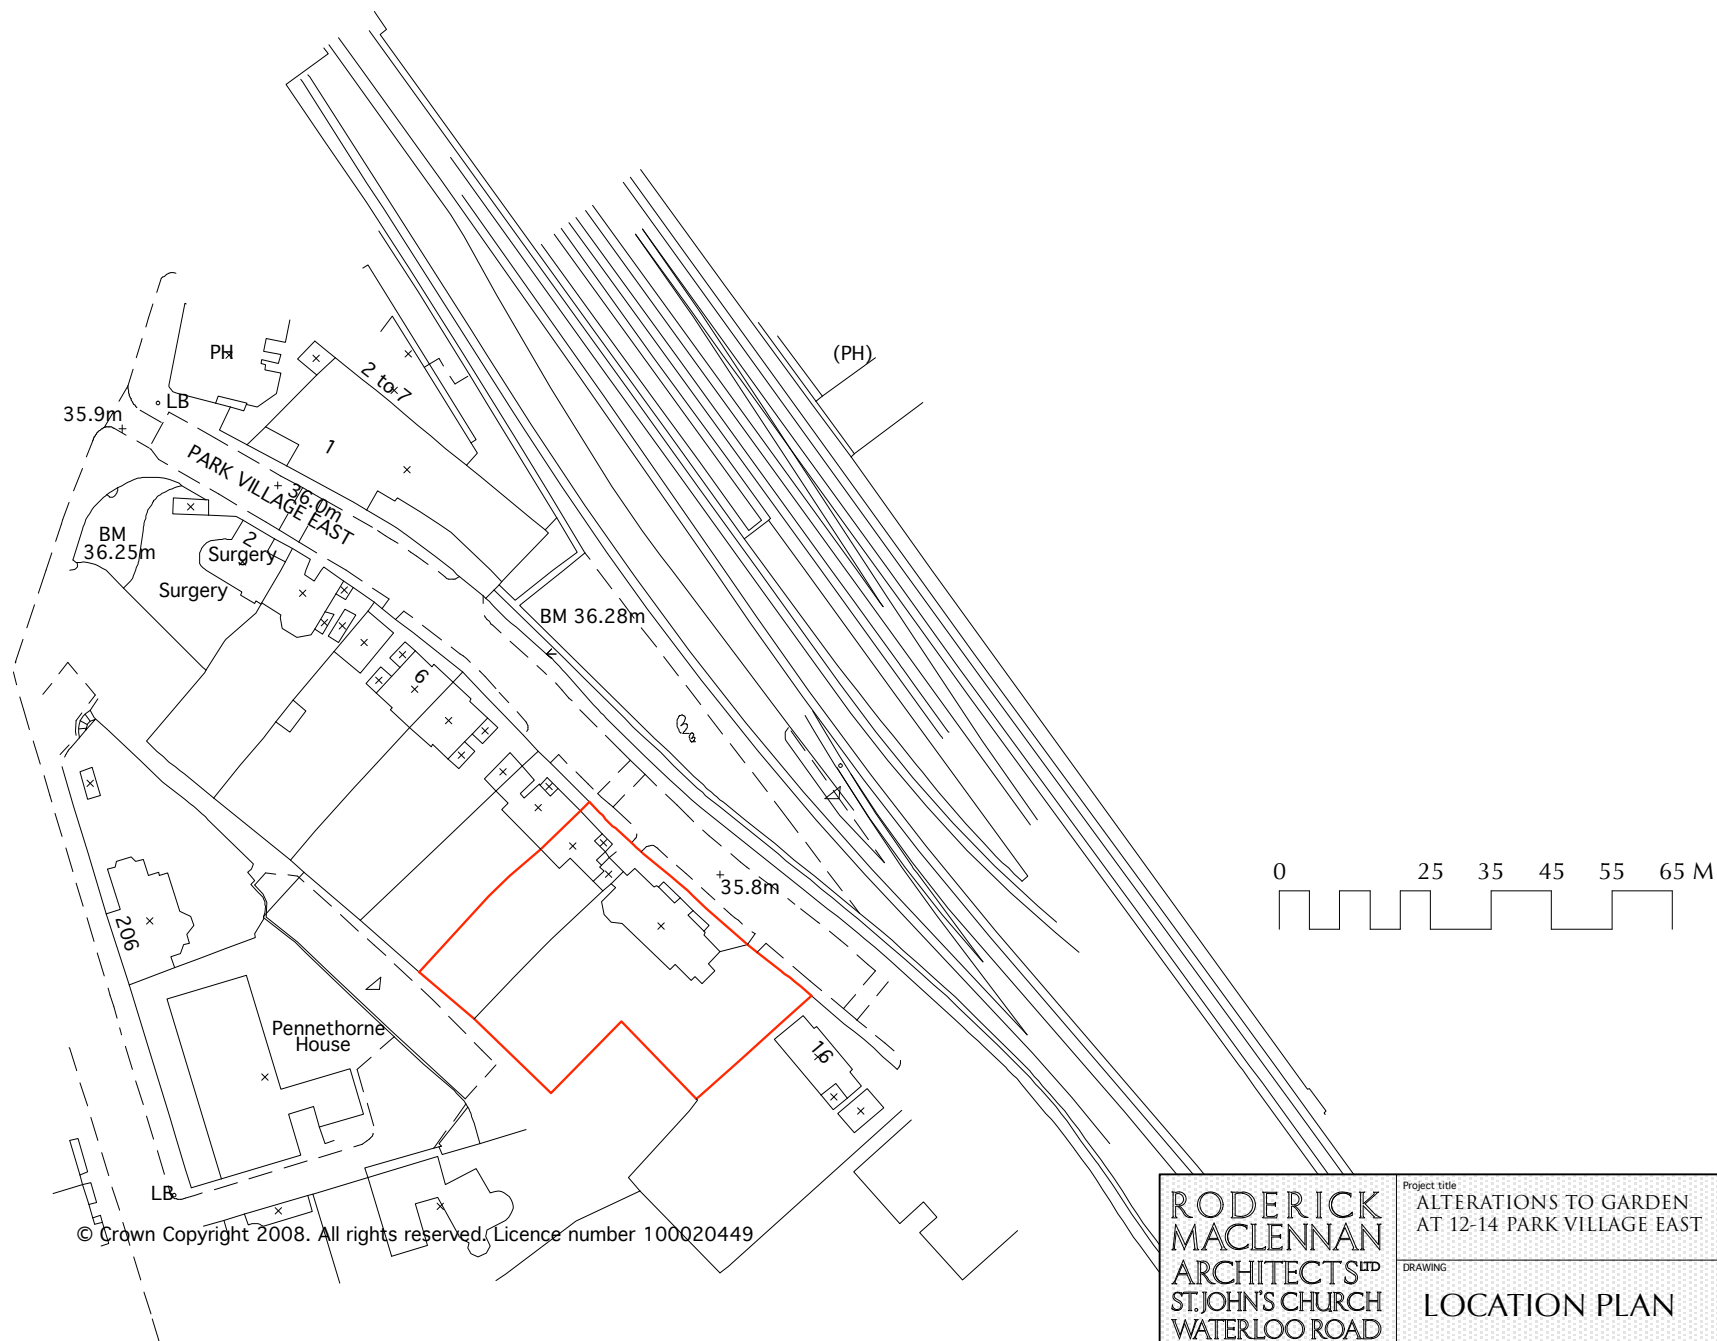 (PH)
PH
2 to 7
LB
35.9m
1
PARK VILLAGE EAST
36.0m
BM
36.25m
2
Surgery
Surgery
BM 36.28m
6
35.8m
0 25 35 45 55 65 M
206
Pennethorne
House
16
LB
© Crown Copyright 2008. All rights reserved. Licence number 100020449
RODERICK
MACLENNAN
ARCHITECTS LTD
ST.JOHN'S CHURCH
WATERLOO ROAD
Project title
ALTERATIONS TO GARDEN
AT 12-14 PARK VILLAGE EAST
DRAWING
LOCATION PLAN